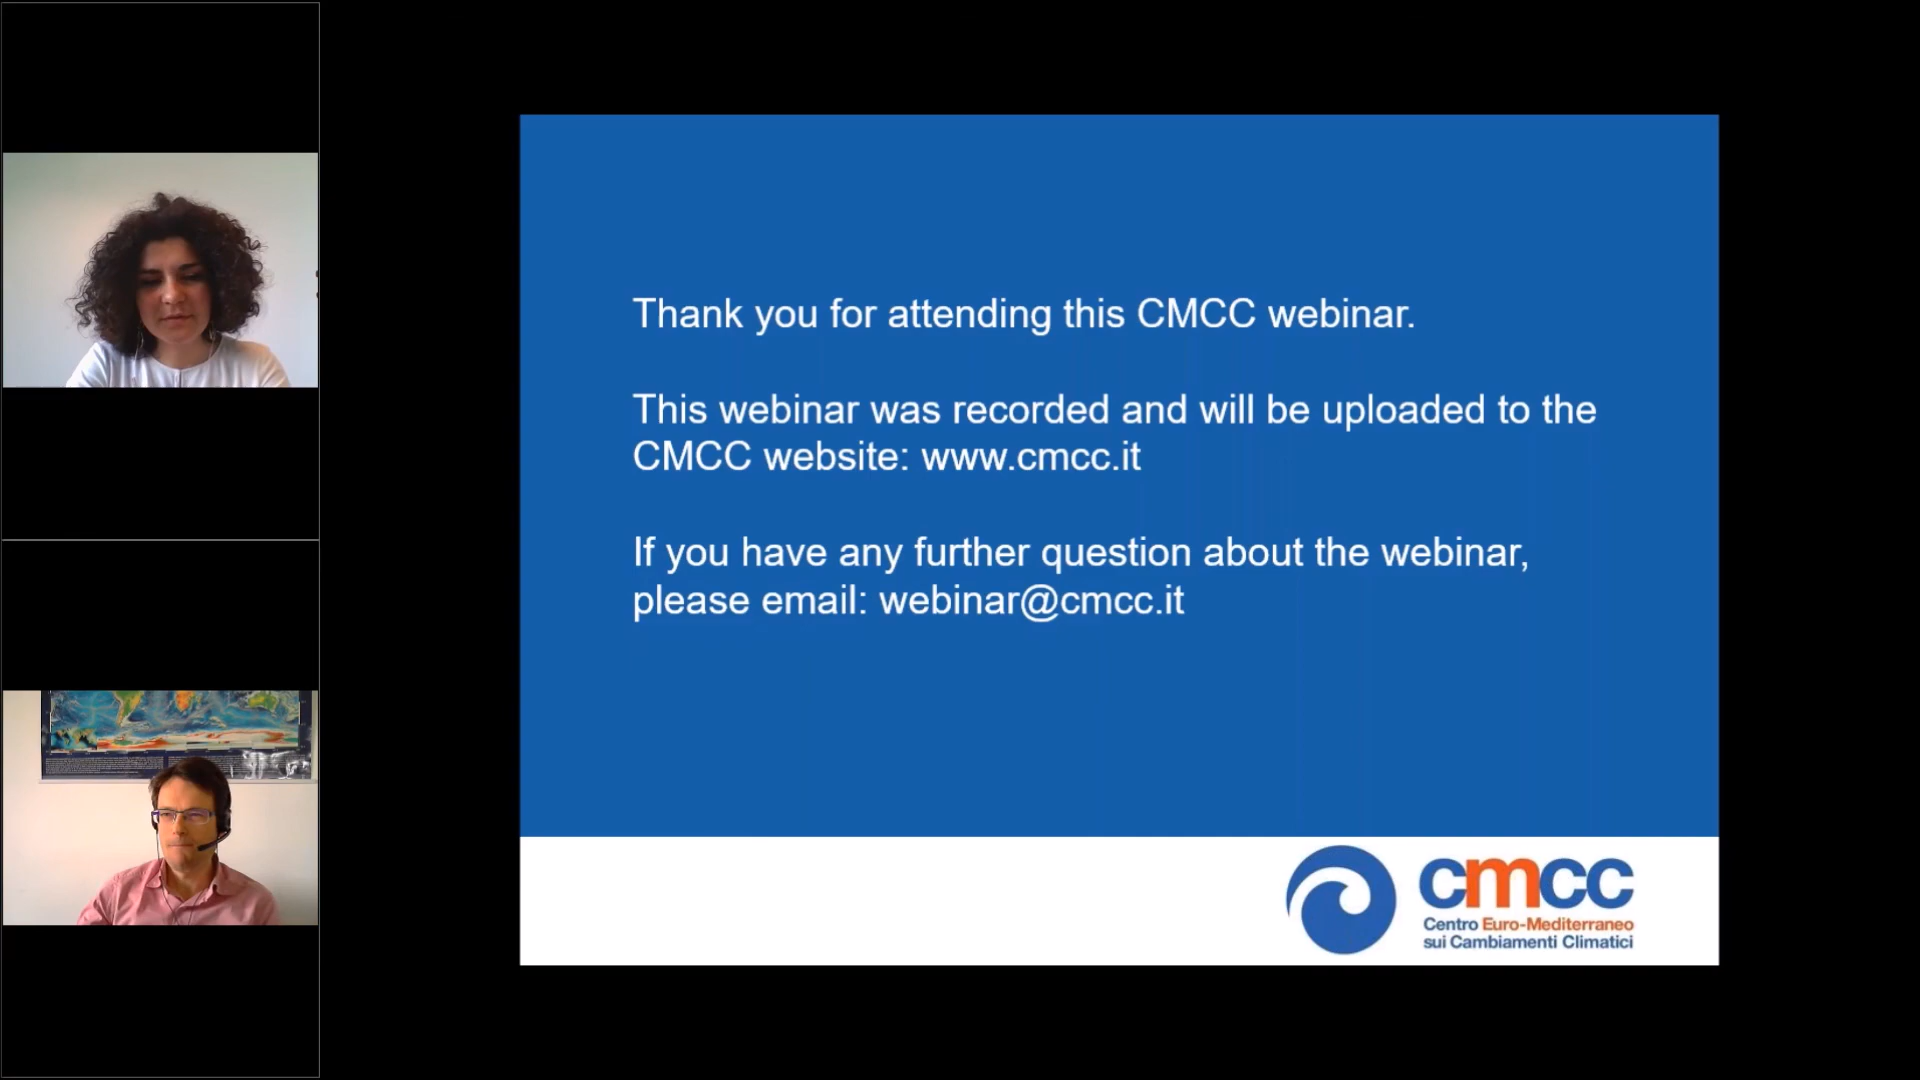 Thank you for attending this CMCC webinar.
This webinar was recorded and will be uploaded to the
CMCC website: www.cmcc.it
If you have any further question about the webinar,
please email: webinar@cmcc.it
cmcc
Centro Euro-Mediterraneo
sui Cambiamenti Climatici